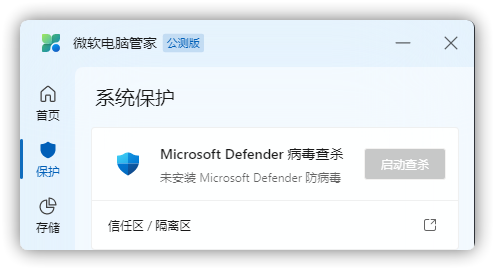 微软电脑管家 公测版
首页
保护
存储
系统保护
Microsoft Defender 病毒查杀
未安装 Microsoft Defender 防病毒
启动查杀
信任区 / 隔离区